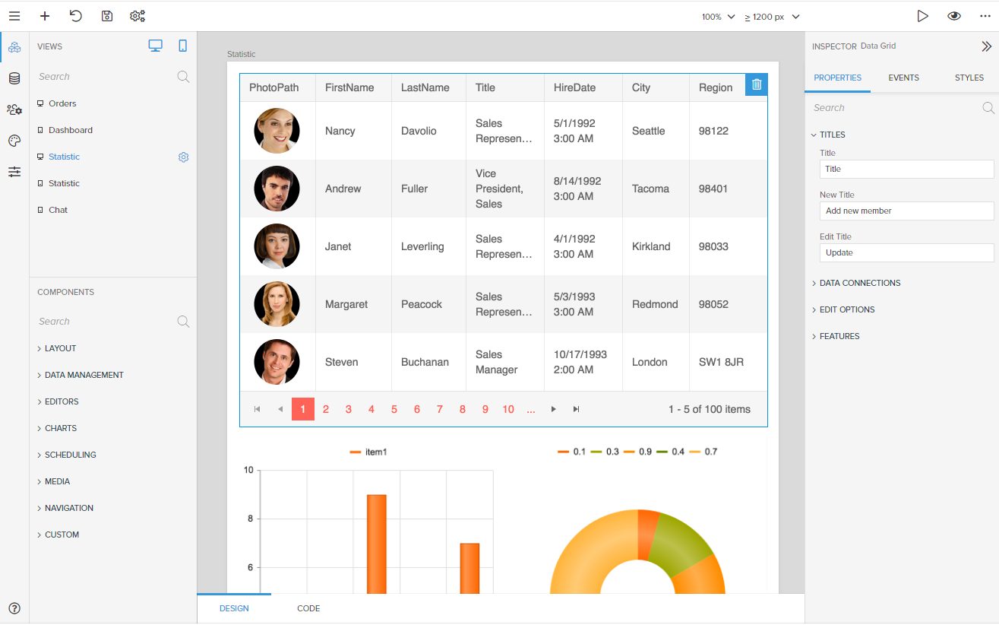 100%
≥ 1200 px
VIEWS
Search
Orders
Dashboard
Statistic
Statistic
Chat
COMPONENTS
Search
LAYOUT
DATA MANAGEMENT
EDITORS
CHARTS
SCHEDULING
MEDIA
NAVIGATION
CUSTOM
Statistic
PhotoPath FirstName LastName Title HireDate City Region
Nancy Davolio Sales Represen... 5/1/1992 3:00 AM Seattle 98122
Andrew Fuller Vice President, Sales 8/14/1992 3:00 AM Tacoma 98401
Janet Leverling Sales Represen... 4/1/1992 3:00 AM Kirkland 98033
Margaret Peacock Sales Represen... 5/3/1993 3:00 AM Redmond 98052
Steven Buchanan Sales Manager 10/17/1993 2:00 AM London SW1 8JR
1 2 3 4 5 6 7 8 9 10 ... 1 - 5 of 100 items
item1
10
8
6
0.1 0.3 0.9 0.4 0.7
DESIGN CODE
INSPECTOR Data Grid
PROPERTIES EVENTS STYLES
Search
TITLES
Title
Title
New Title
Add new member
Edit Title
Update
DATA CONNECTIONS
EDIT OPTIONS
FEATURES